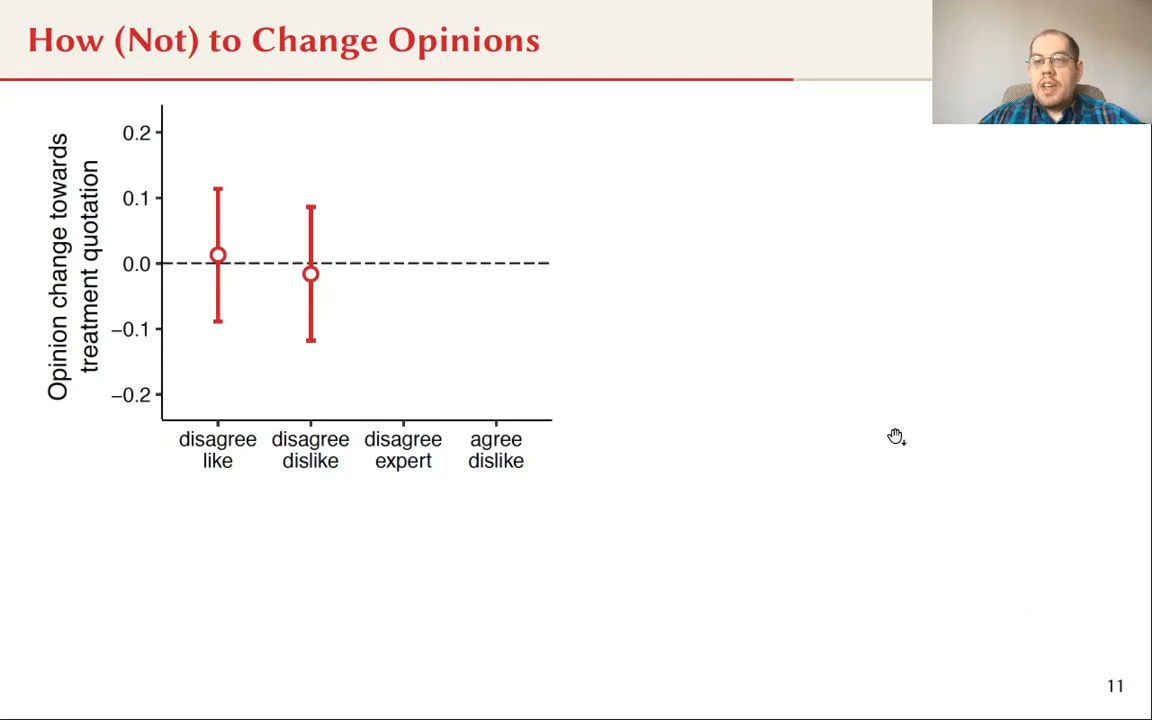 How (Not) to Change Opinions
Opinion change towards
treatment quotation
0.2
0.1
0.0
−0.1
−0.2
disagree disagree disagree agree
like dislike expert dislike
11